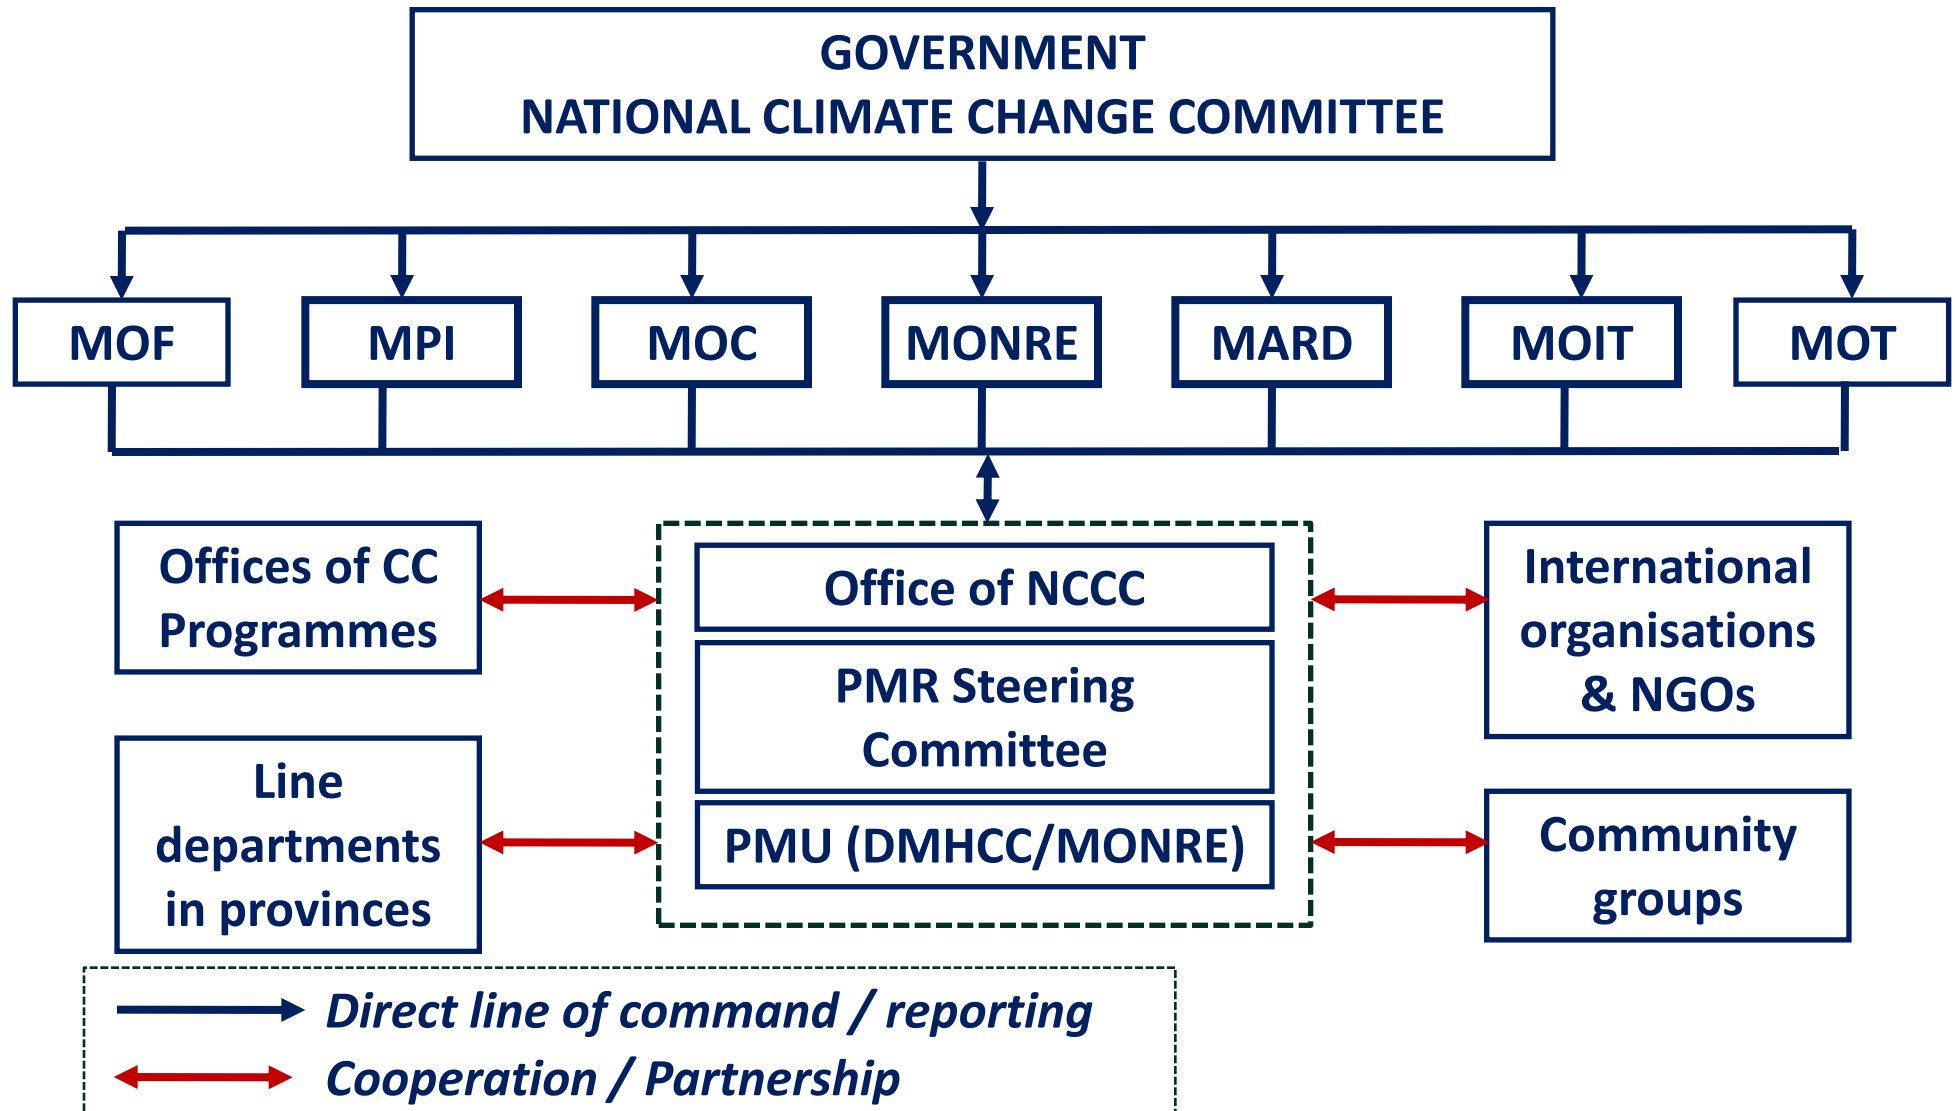 GOVERNMENT
NATIONAL CLIMATE CHANGE COMMITTEE
MOF
MPI
MOC
MONRE
MARD
MOIT
MOT
Offices of CC
Programmes
Line
departments
in provinces
Office of NCCC
PMR Steering
Committee
PMU (DMHCC/MONRE)
International
organisations
& NGOs
Community
groups
Direct line of command / reporting
Cooperation / Partnership